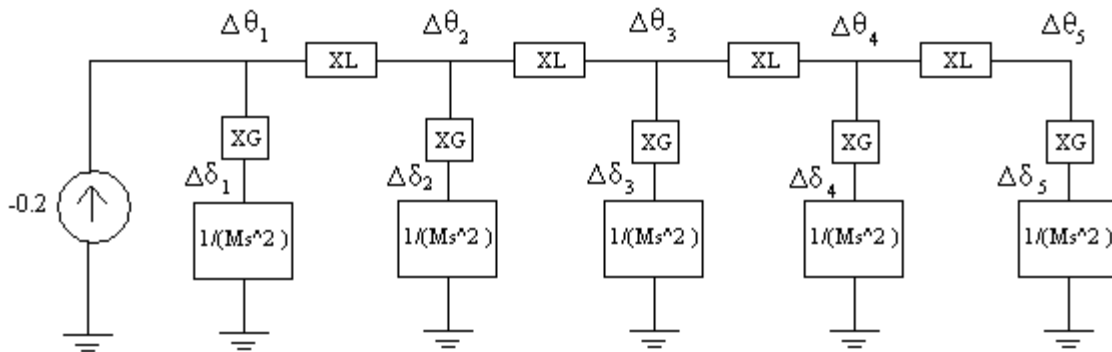 Δθ1 Δθ2 Δθ3 Δθ4 Δθ5
XL XL XL XL
XG XG XG XG XG
Δδ1 Δδ2 Δδ3 Δδ4 Δδ5
-0.2
1/(Ms^2 ) 1/(Ms^2 ) 1/(Ms^2 ) 1/(Ms^2 ) 1/(Ms^2 )